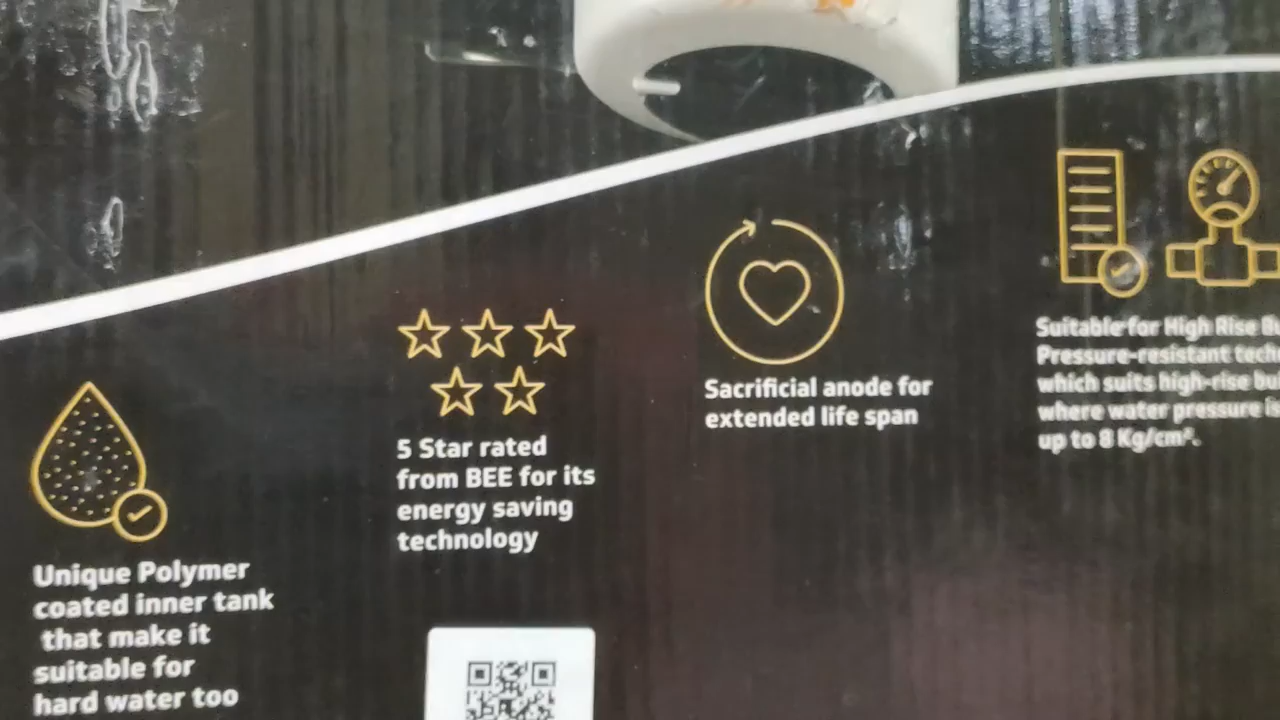 Unique Polymer
coated inner tank
that make it
suitable for
hard water too
5 Star rated
from BEE for its
energy saving
technology
Sacrificial anode for
extended life span
Suitable for High Rise
Pressure-resistant
which suits high-rise
where water pressure is
up to 8 Kg/cm².